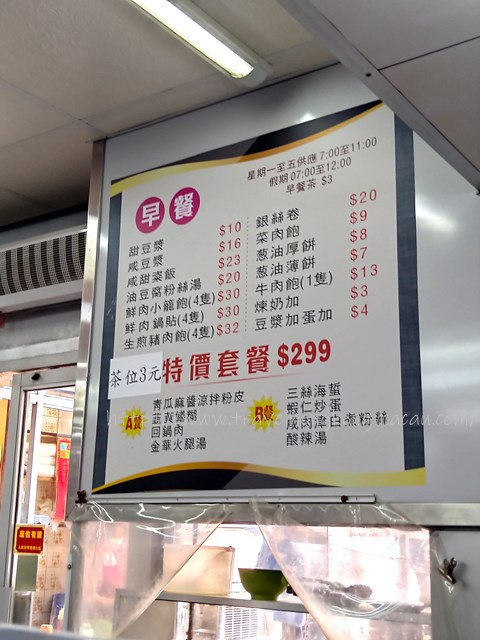 星期一至五供應 7:00至11:00
假期 07:00至12:00
早餐茶 $3
早餐
甜豆漿 $10
咸豆漿 $16
咸甜粢飯 $23
油豆腐粉絲湯 $20
鮮肉小龍飽(4隻) $30
鮮肉鍋貼(4隻) $30
生煎豬肉飽(4隻) $32
銀絲卷 $20
菜肉飽 $9
葱油厚餅 $8
葱油薄餅 $7
牛肉飽(1隻) $13
煉奶加 $3
豆漿加蛋加 $4
茶位3元
特價套餐 $299
A餐
青瓜麻醬涼拌粉皮
回鍋肉
金華火腿湯
B餐
三絲海蜇
蝦仁炒蛋
咸肉津白煮粉絲
酸辣湯